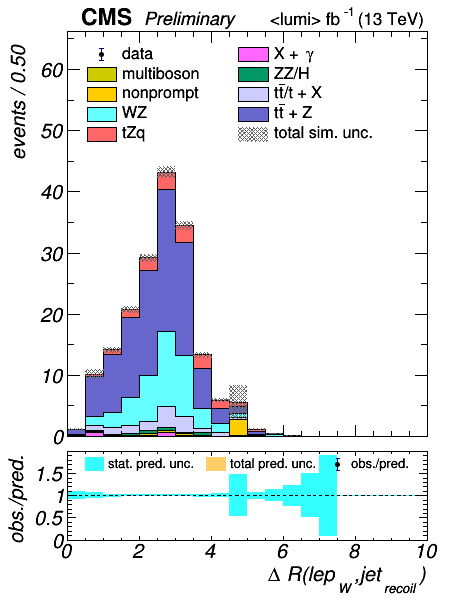 CMS Preliminary <lumi> fb⁻¹ (13 TeV)
events / 0.50
60
50
40
30
20
10
0
data
multiboson
nonprompt
WZ
tZq
X + γ
ZZ/H
tt̄/t + X
tt̄ + Z
total sim. unc.
obs./pred.
1.5
1
0.5
0
stat. pred. unc. total pred. unc. obs./pred.
0 2 4 6 8 10
Δ R(lep_W,jet_recoil)